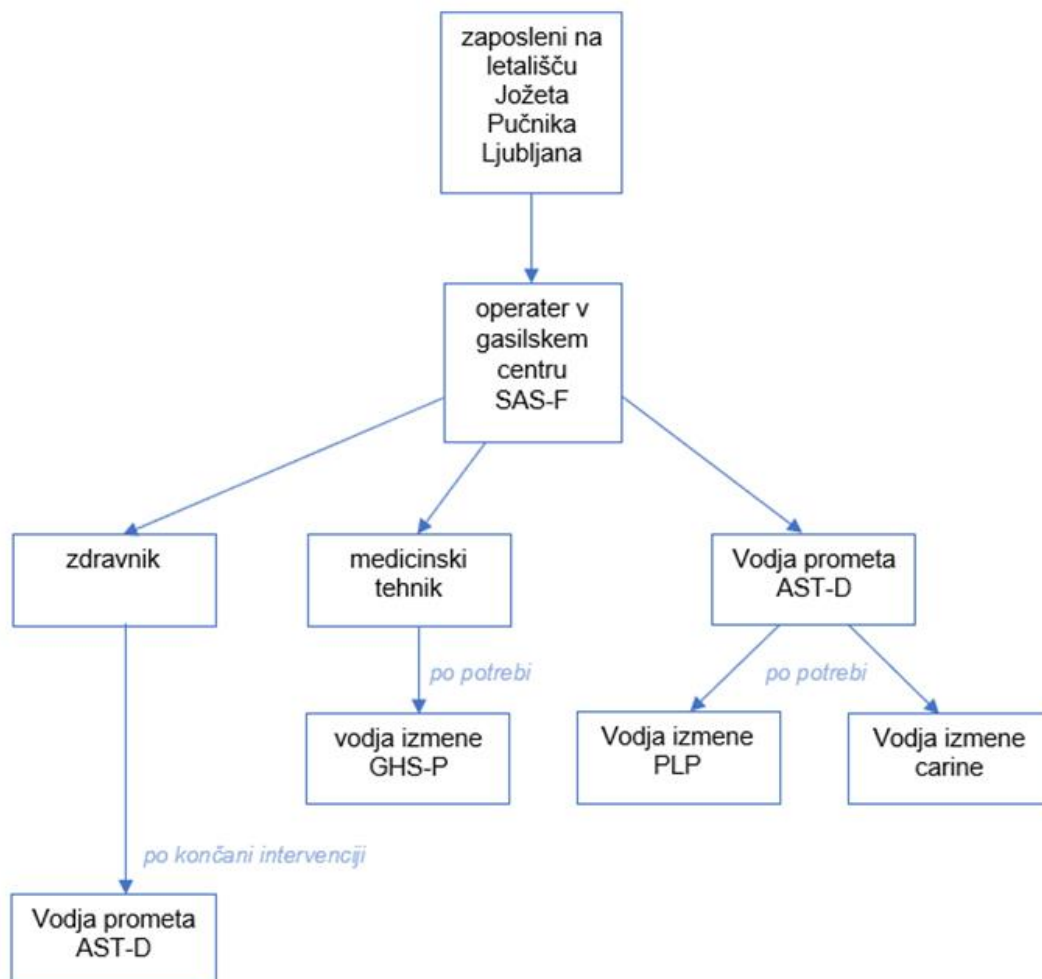 zaposleni na
letališču
Jožeta
Pučnika
Ljubljana
operater v
gasilskem
centru
SAS-F
zdravnik
medicinski
tehnik
Vodja prometa
AST-D
po potrebi
po potrebi
vodja izmene
GHS-P
Vodja izmene
PLP
Vodja izmene
carine
po končani intervenciji
Vodja prometa
AST-D